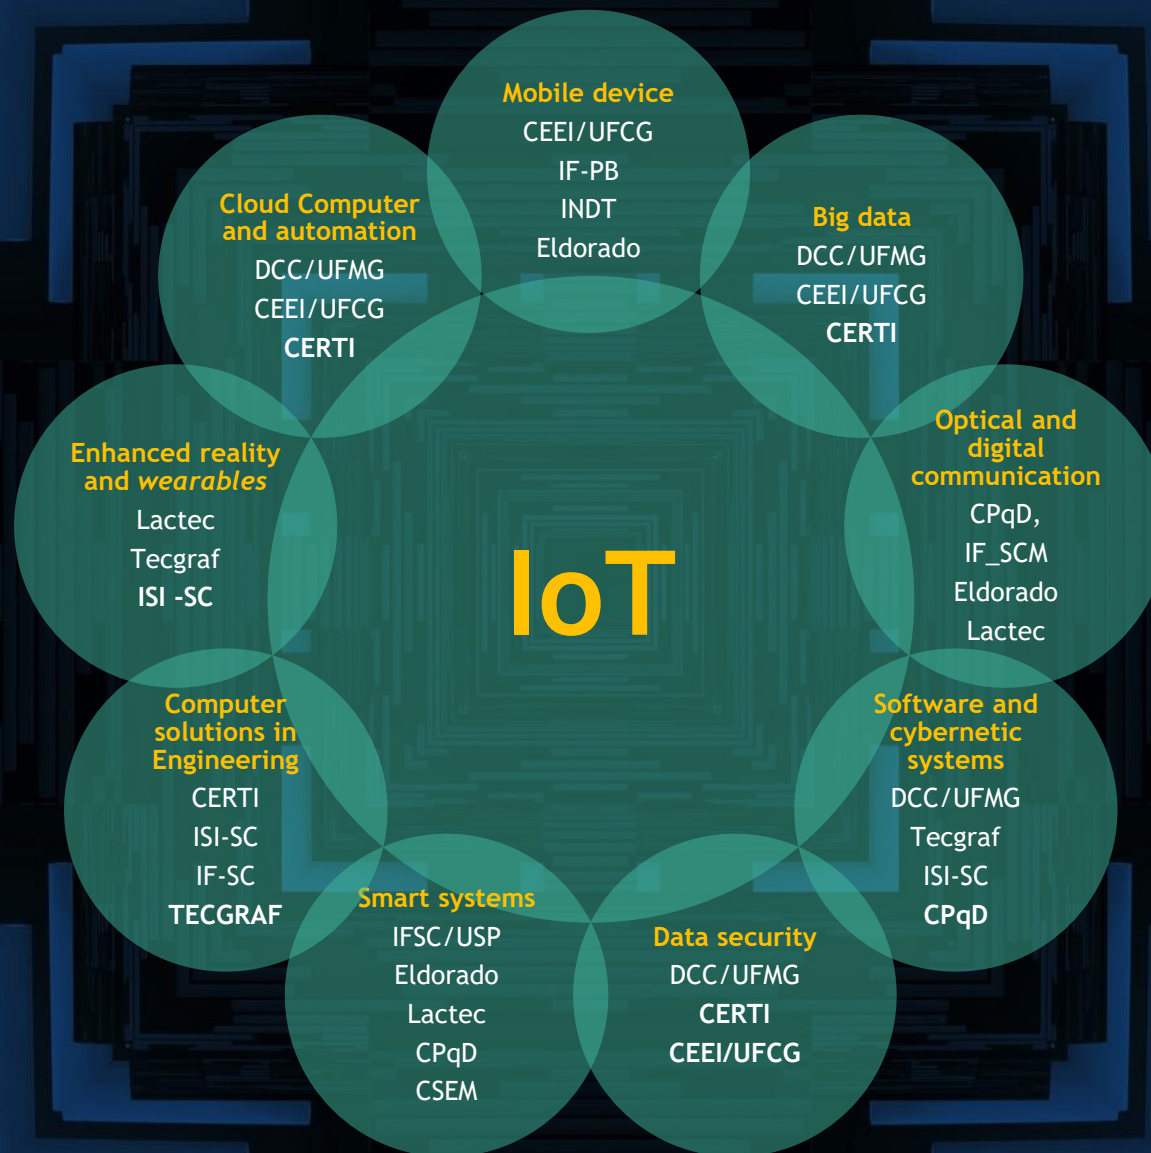 Mobile device
CEEI/UFCG
IF-PB
INDT
Eldorado
Big data
DCC/UFMG
CEEI/UFCG
CERTI
Optical and
digital
communication
CPqD,
IF_SCM
Eldorado
Lactec
Software and
cybernetic
systems
DCC/UFMG
Tecgraf
ISI-SC
CPqD
Data security
DCC/UFMG
CERTI
CEEI/UFCG
Smart systems
IFSC/USP
Eldorado
Lactec
CPqD
CSEM
Computer
solutions in
Engineering
CERTI
ISI-SC
IF-SC
TECGRAF
Enhanced reality
and wearables
Lactec
Tecgraf
ISI -SC
Cloud Computer
and automation
DCC/UFMG
CEEI/UFCG
CERTI
IoT